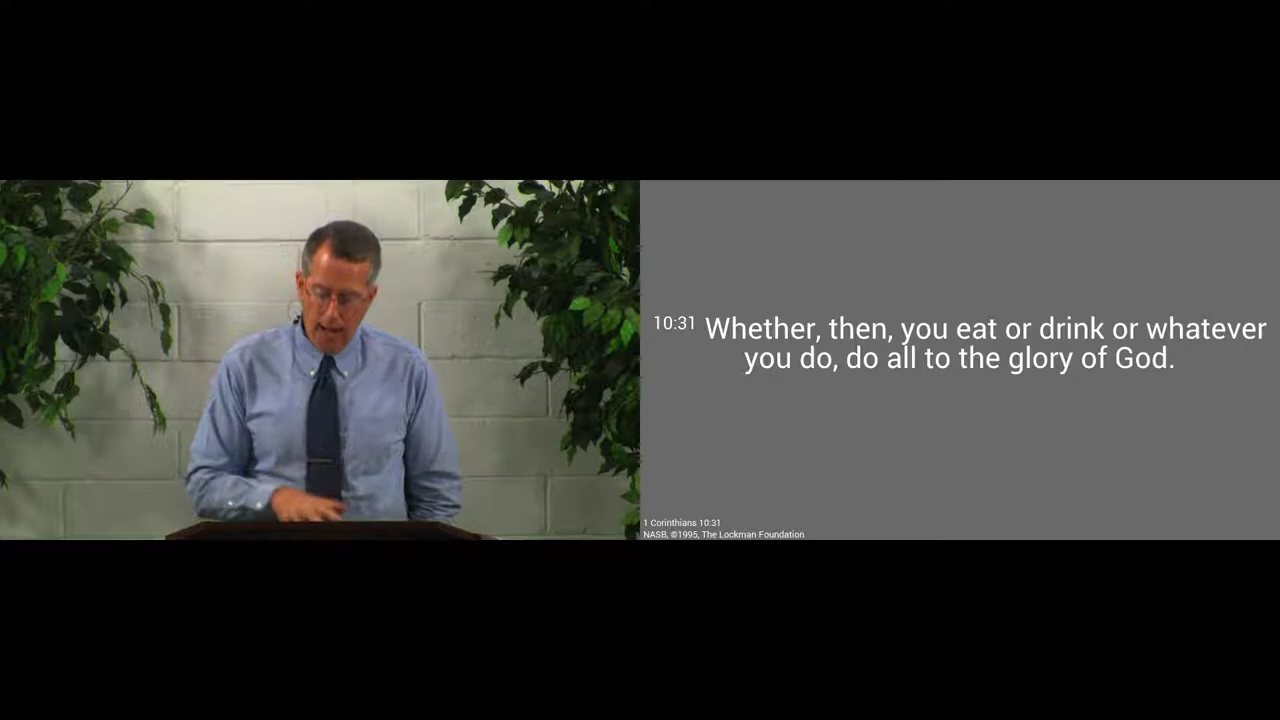 10:31 Whether, then, you eat or drink or whatever
you do, do all to the glory of God.
1 Corinthians 10:31
NASB, ©1995, The Lockman Foundation